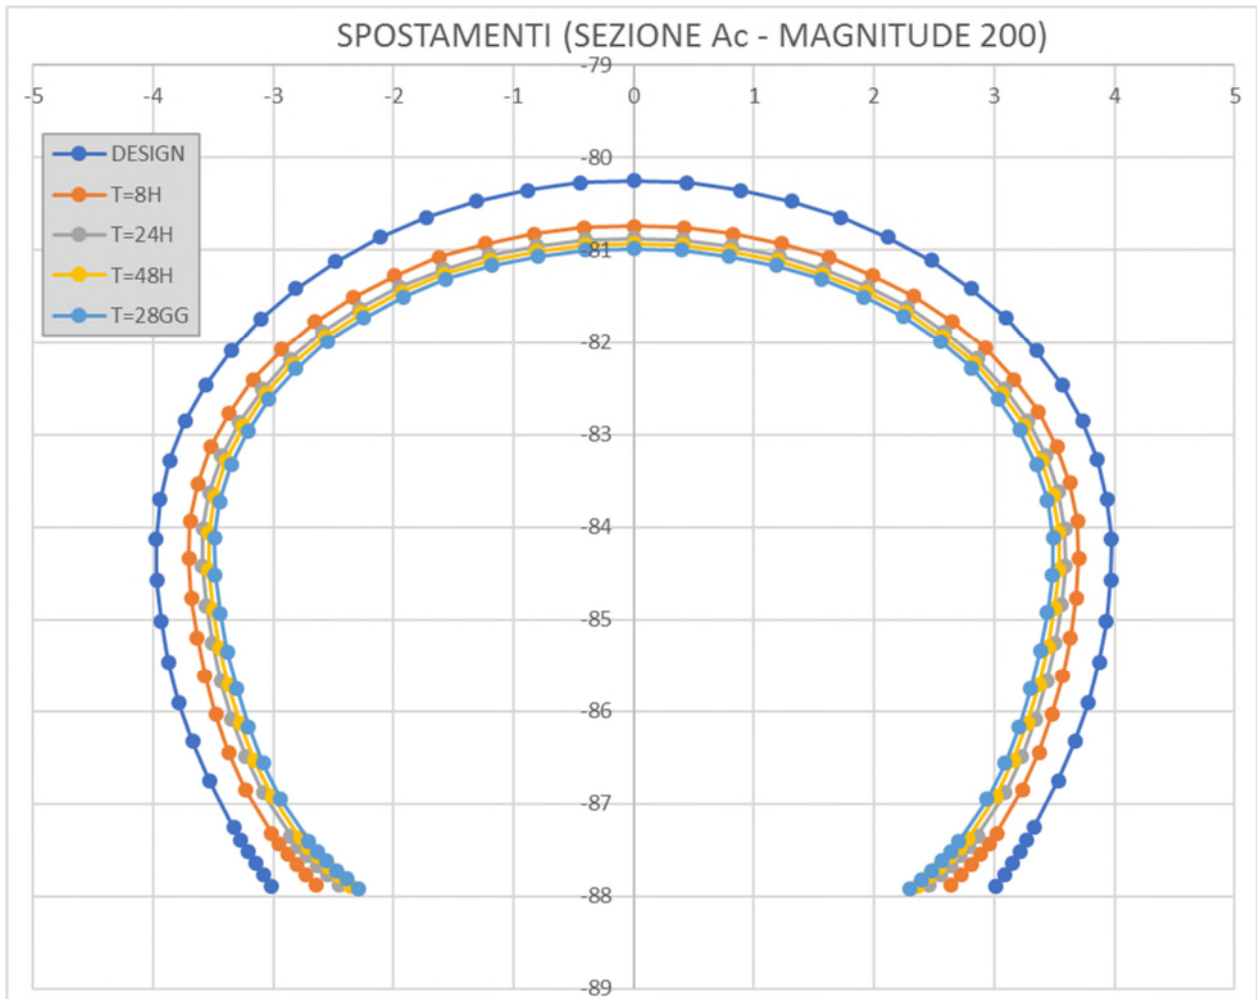 SPOSTAMENTI (SEZIONE Ac - MAGNITUDE 200)
-79
-5 -4 -3 -2 -1 0 1 2 3 4 5
DESIGN
T=8H
T=24H
T=48H
T=28GG
-80
-81
-82
-83
-84
-85
-86
-87
-88
-89